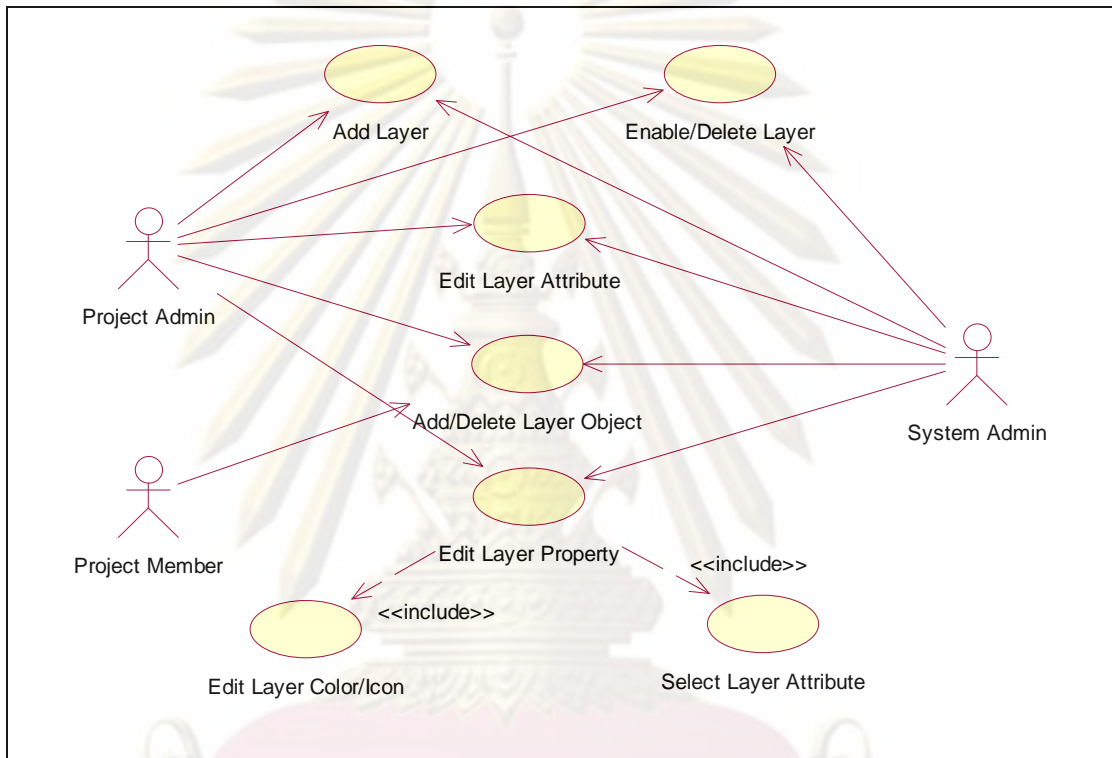 Add Layer
Enable/Delete Layer
Edit Layer Attribute
Project Admin
Add/Delete Layer Object
System Admin
Project Member
Edit Layer Property
<<include>>
<<include>>
Edit Layer Color/Icon
Select Layer Attribute